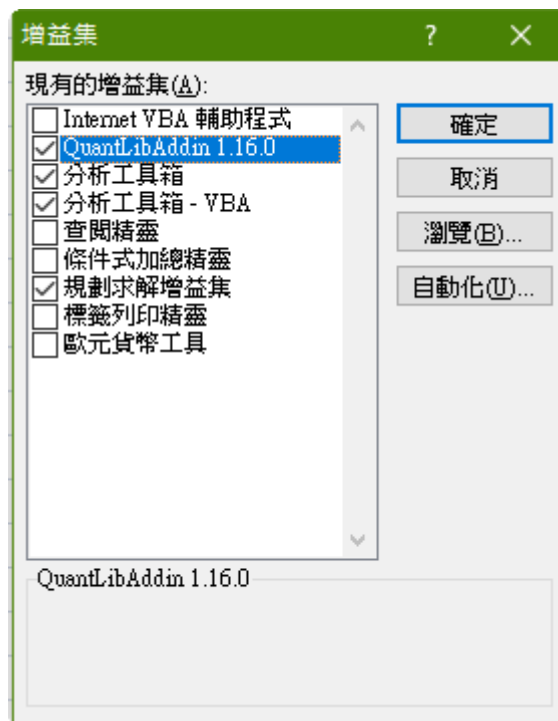 增益集
?
現有的增益集(A):
Internet VBA 輔助程式
QuantLibAddin 1.16.0
分析工具箱
分析工具箱 - VBA
查閱精靈
條件式加總精靈
規劃求解增益集
標籤列印精靈
歐元貨幣工具
確定
取消
瀏覽(B)...
自動化(U)...
QuantLibAddin 1.16.0